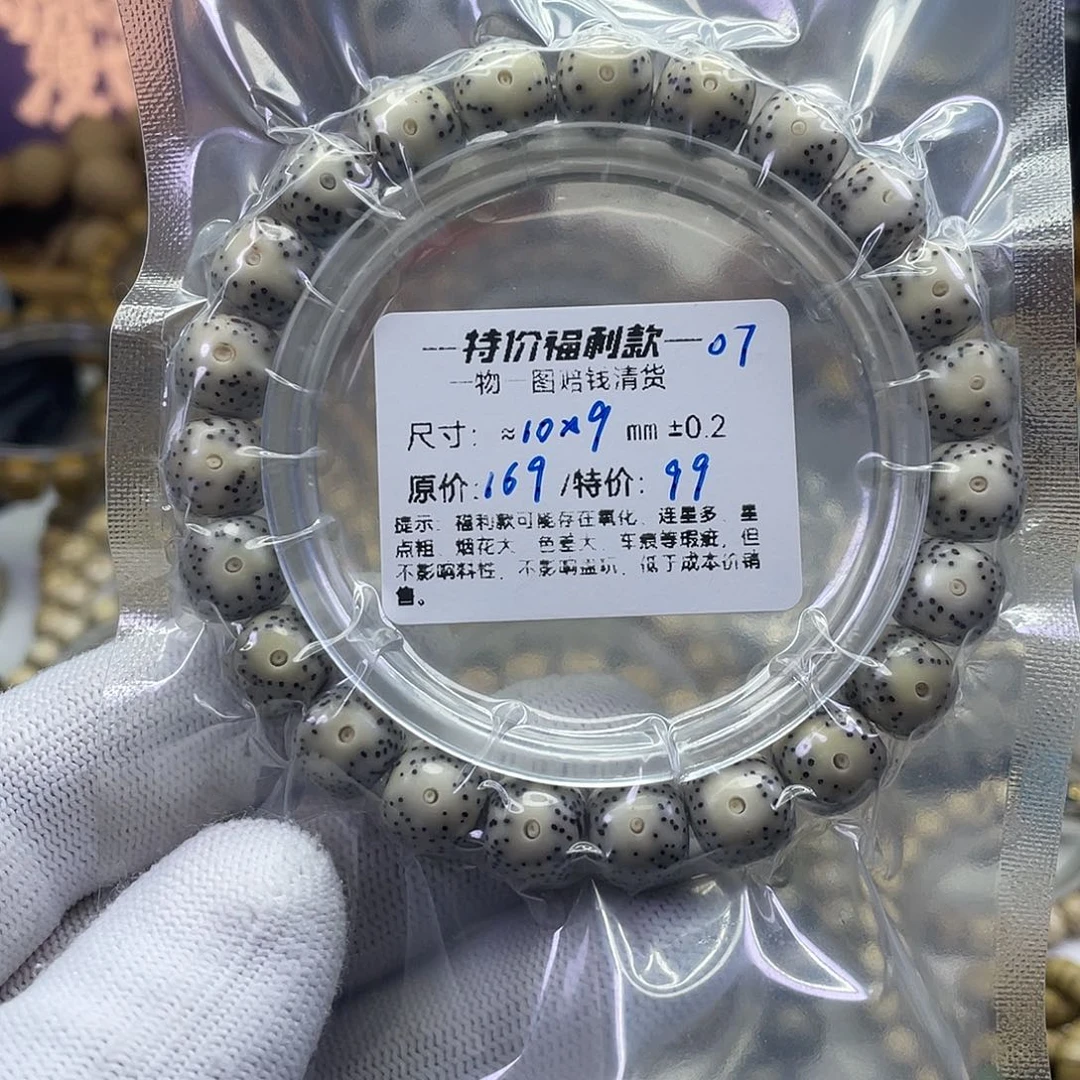 —特价福利款—07
一物一图赔钱清货
尺寸：≈10×9 mm ±0.2
原价:169/特价：99
提示：福利款可能存在氧化、连星多、星
点粗、烟花大、色差大、车痕等瑕疵，但
不影响料性，不影响盘玩，低于成本价销
售。